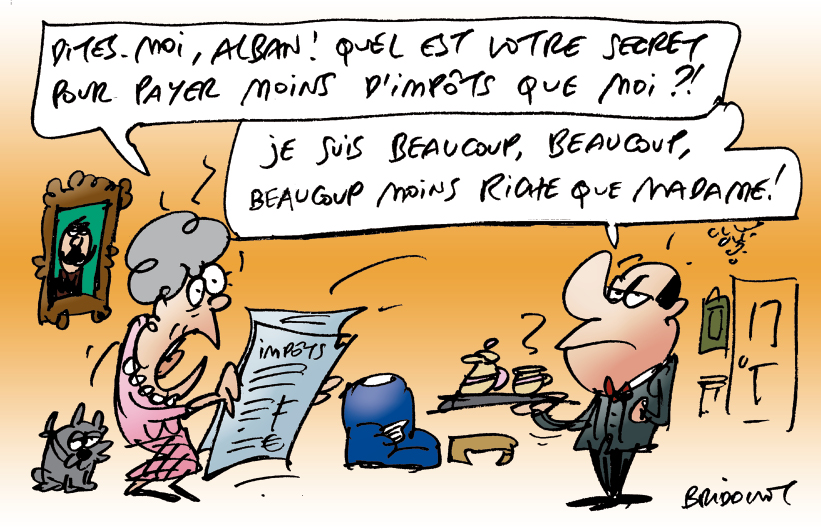 DITES-MOI, ALBAN! QUEL EST VOTRE SECRET
POUR PAYER MOINS D'IMPÔTS QUE MOI?!
JE SUIS BEAUCOUP, BEAUCOUP,
BEAUCOUP MOINS RICHE QUE MADAME!
IMPÔTS
€
?